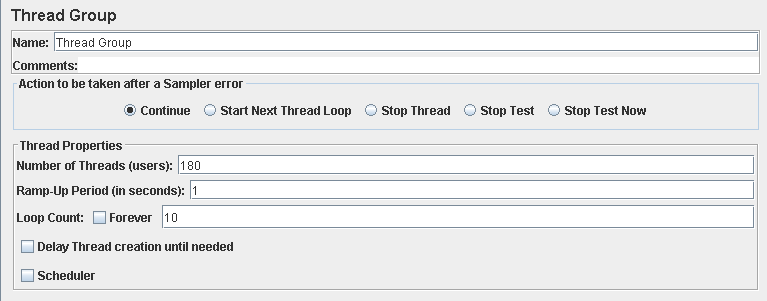 Thread Group
Name: Thread Group
Comments:
Action to be taken after a Sampler error
Continue Start Next Thread Loop Stop Thread Stop Test Stop Test Now
Thread Properties
Number of Threads (users): 180
Ramp-Up Period (in seconds): 1
Loop Count: Forever 10
Delay Thread creation until needed
Scheduler